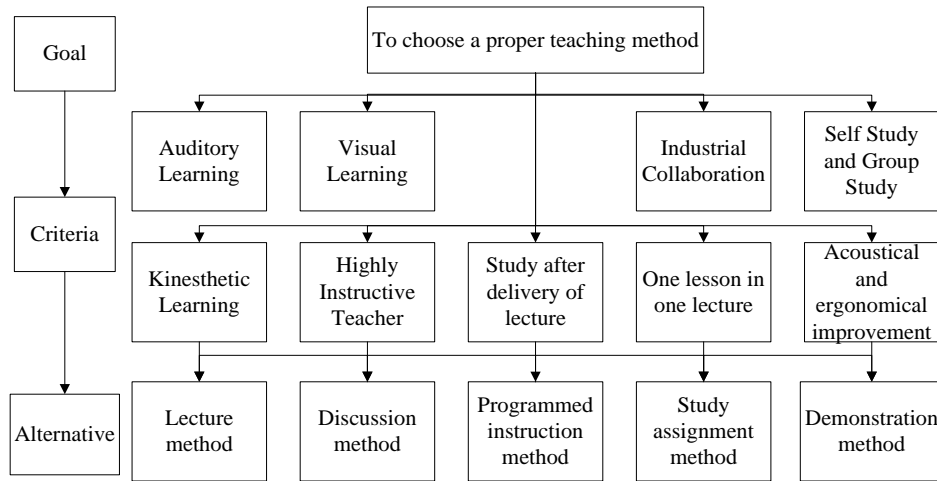 Goal
To choose a proper teaching method
Auditory
Learning
Visual
Learning
Industrial
Collaboration
Self Study
and Group
Study
Criteria
Kinesthetic
Learning
Highly
Instructive
Teacher
Study after
delivery of
lecture
One lesson in
one lecture
Acoustical
and
ergonomical
improvement
Alternative
Lecture
method
Discussion
method
Programmed
instruction
method
Study
assignment
method
Demonstration
method